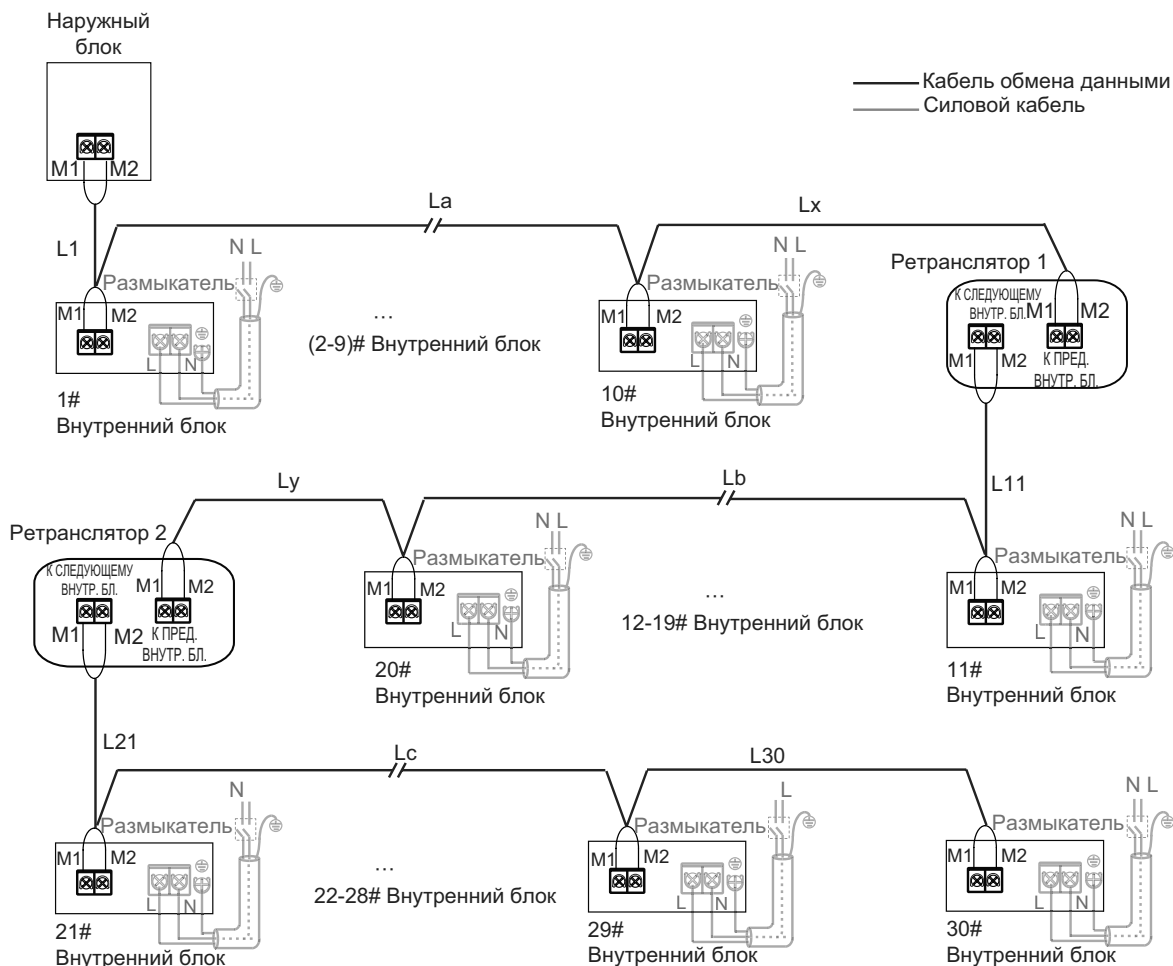 Наружный
блок
M1 M2
Кабель обмена данными
Силовой кабель
L1
La
Lx
N L
Размыкатель
M1 M2
L N
1#
Внутренний блок
...
(2-9)# Внутренний блок
N L
Размыкатель
M1 M2
L N
10#
Внутренний блок
Ретранслятор 1
К СЛЕДУЮЩЕМУ
ВНУТР. БЛ.
M1 M2
M1 M2
К ПРЕД.
ВНУТР. БЛ.
L11
Ly
Lb
Ретранслятор 2
К СЛЕДУЮЩЕМУ
ВНУТР. БЛ.
M1 M2
M1 M2
К ПРЕД.
ВНУТР. БЛ.
N L
Размыкатель
M1 M2
L N
20#
Внутренний блок
...
12-19# Внутренний блок
N L
Размыкатель
M1 M2
L N
11#
Внутренний блок
L21
Lc
L30
N
Размыкатель
M1 M2
L N
21#
Внутренний блок
...
22-28# Внутренний блок
L
Размыкатель
M1 M2
L N
29#
Внутренний блок
N L
Размыкатель
M1 M2
L N
30#
Внутренний блок